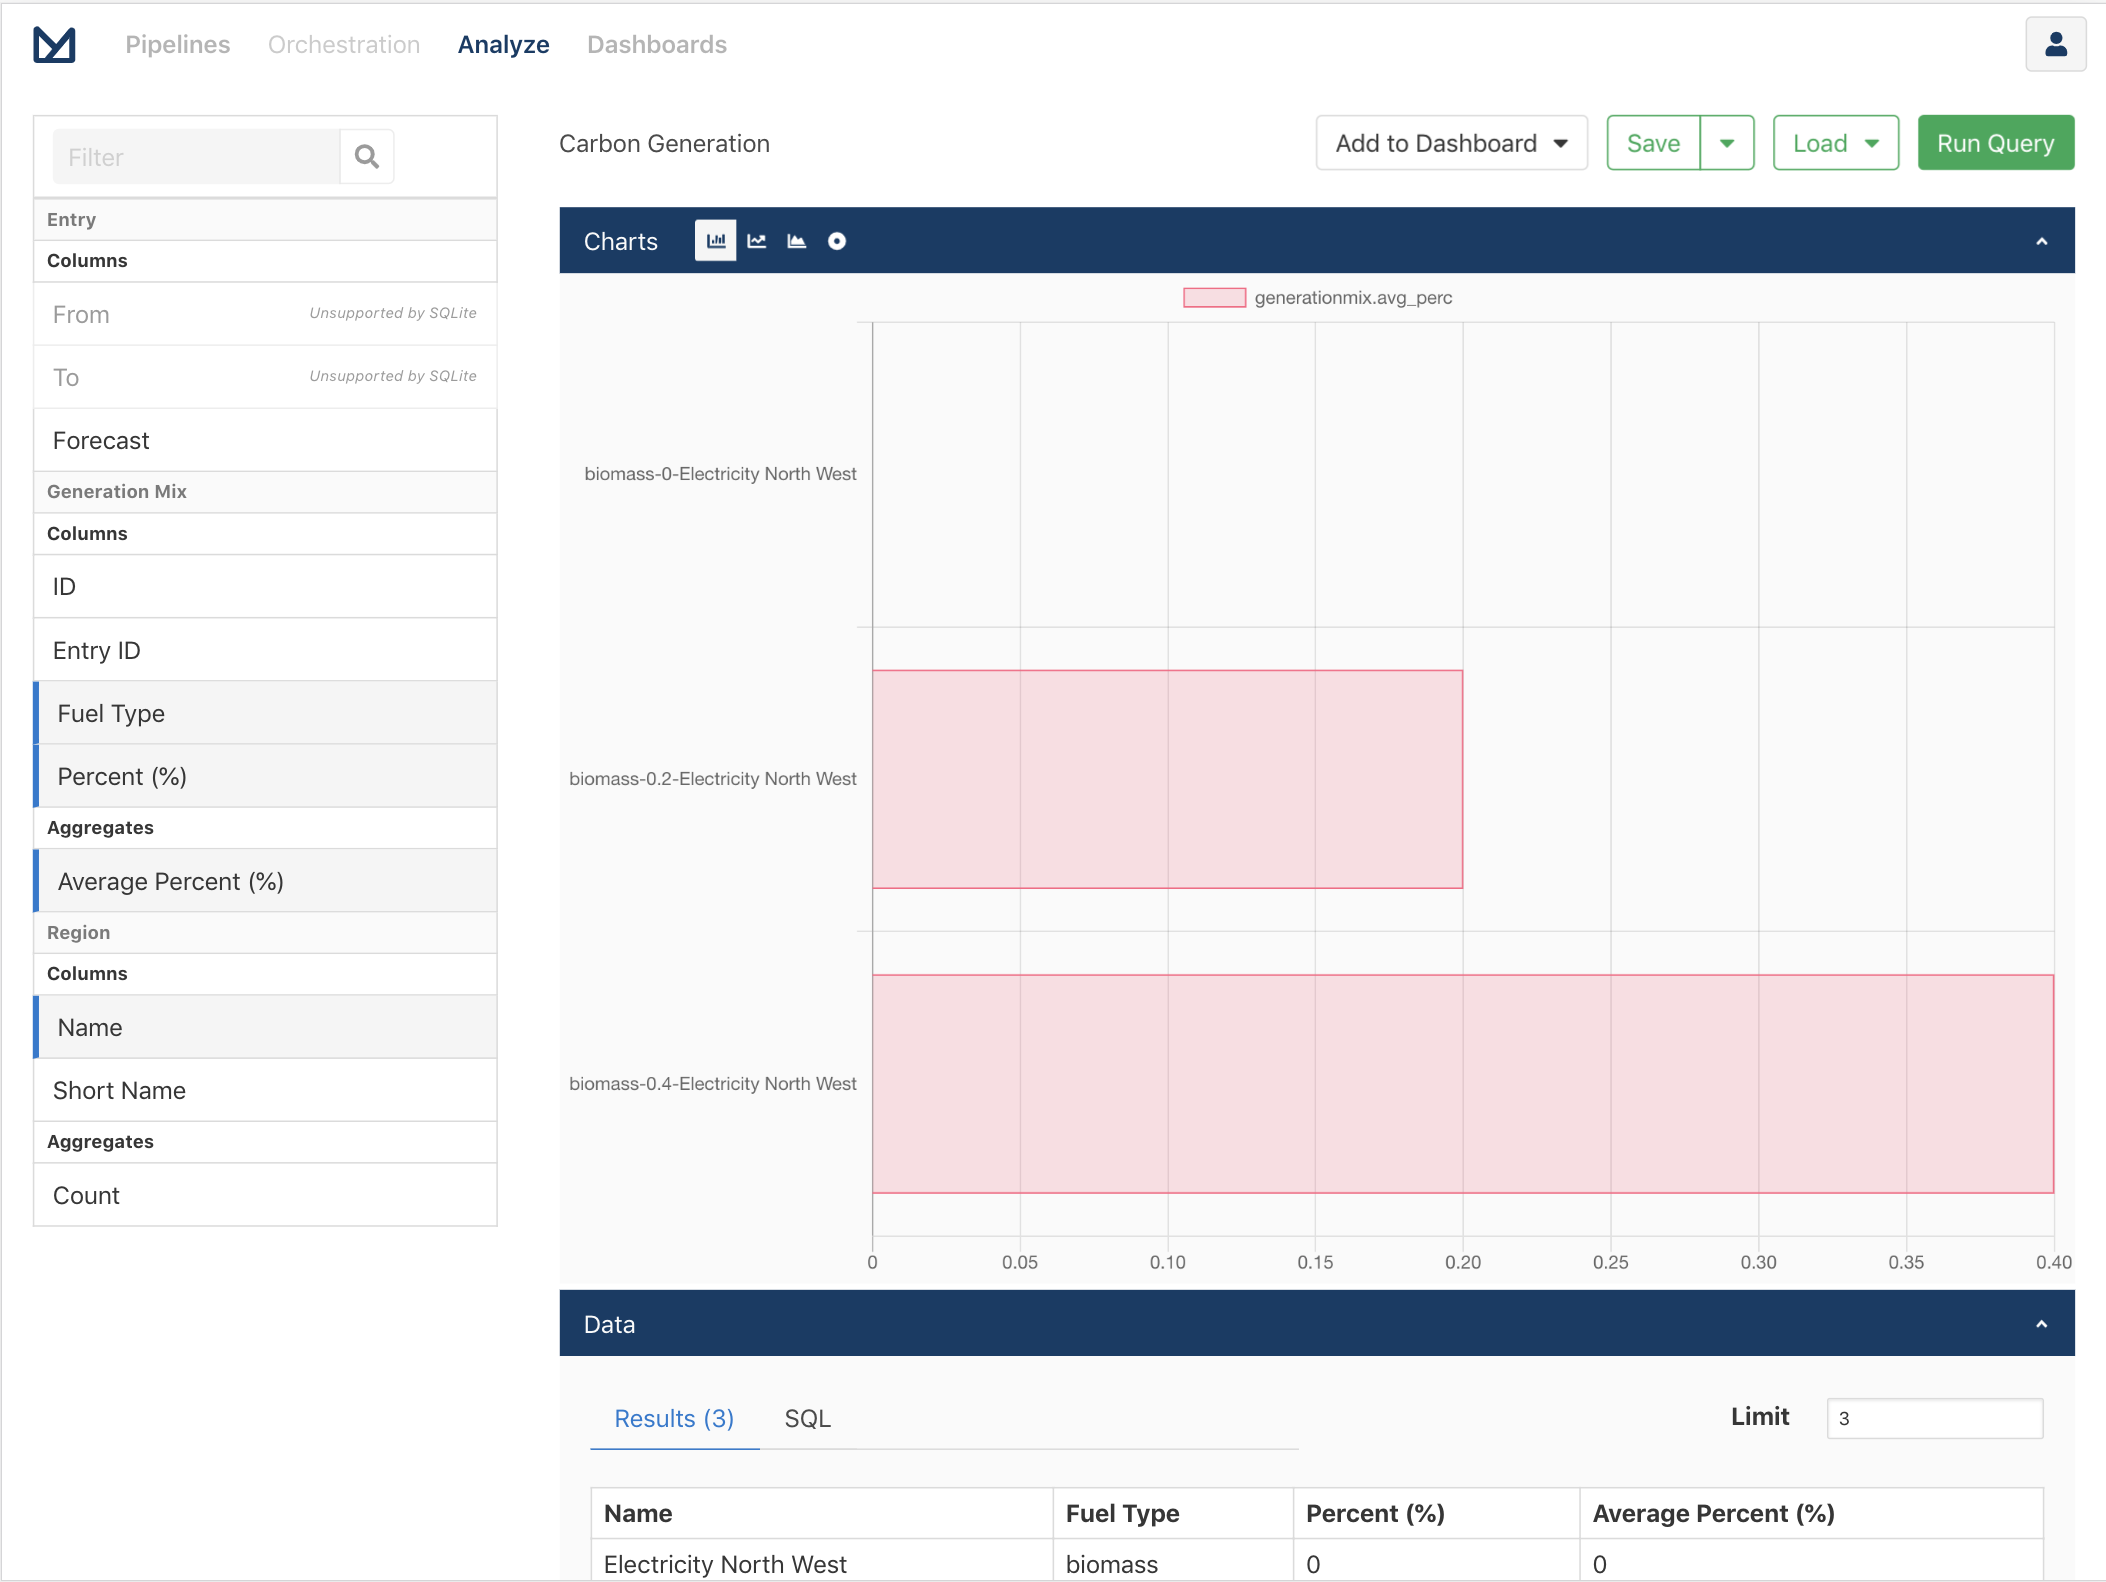 Pipelines Orchestration Analyze Dashboards
Filter
Entry
Columns
From Unsupported by SQLite
To Unsupported by SQLite
Forecast
Generation Mix
Columns
ID
Entry ID
Fuel Type
Percent (%)
Aggregates
Average Percent (%)
Region
Columns
Name
Short Name
Aggregates
Count
Carbon Generation
Add to Dashboard Save Load Run Query
Charts
generationmix.avg_perc
biomass-0-Electricity North West
biomass-0.2-Electricity North West
biomass-0.4-Electricity North West
0 0.05 0.10 0.15 0.20 0.25 0.30 0.35 0.40
Data
Results (3) SQL Limit 3
Name Fuel Type Percent (%) Average Percent (%)
Electricity North West biomass 0 0